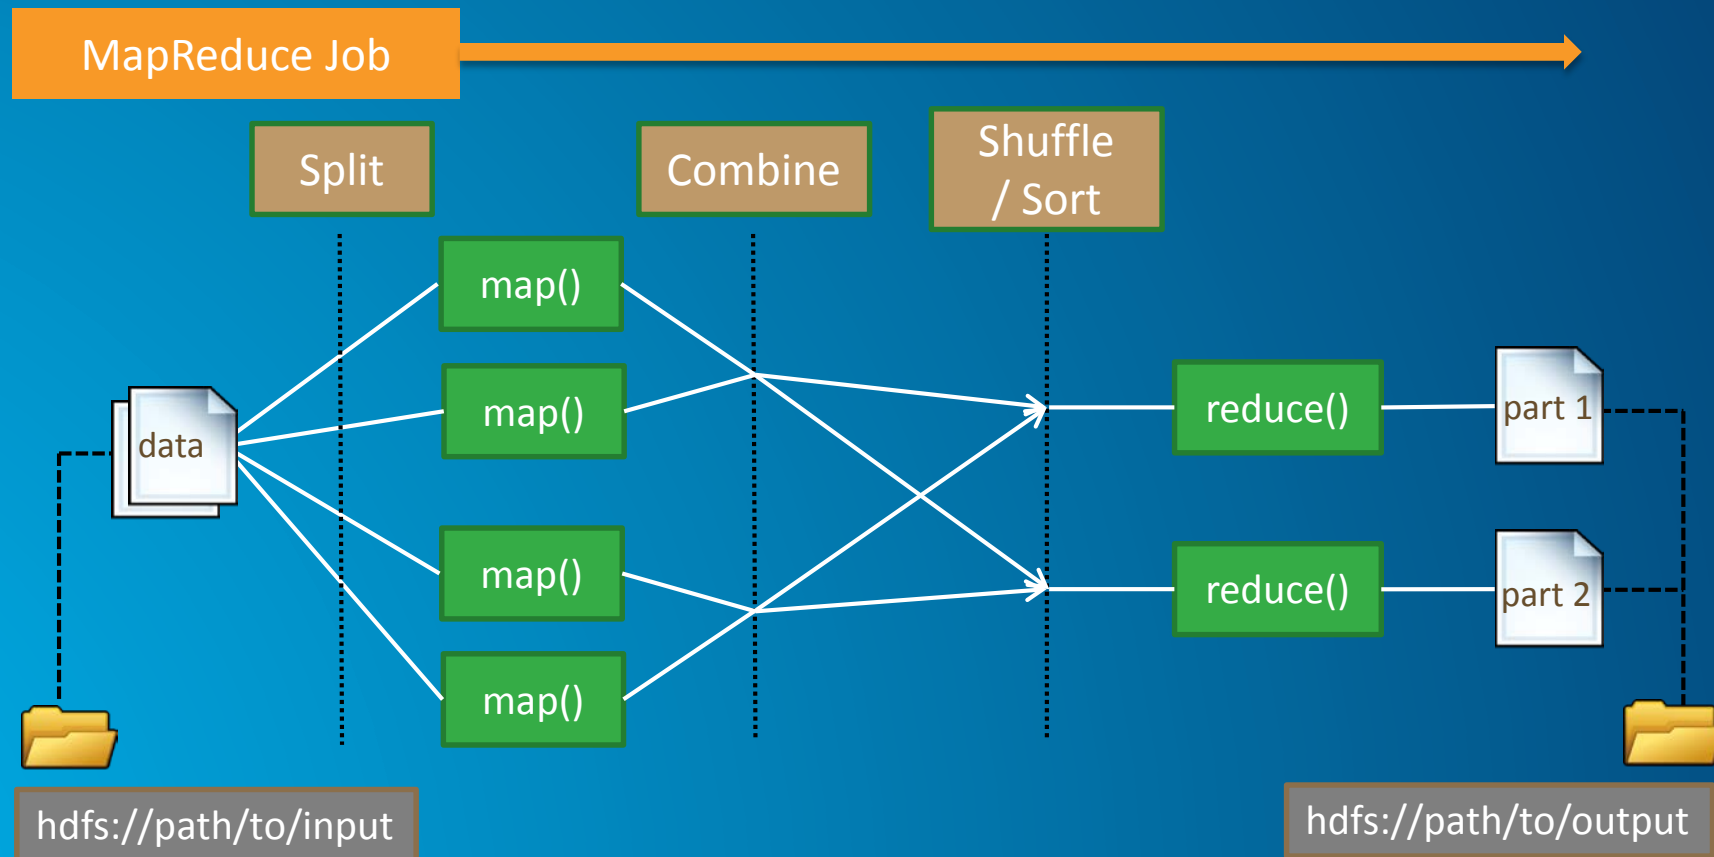 MapReduce Job
Split
Combine
Shuffle
/ Sort
map()
map()
map()
map()
data
reduce()
reduce()
part 1
part 2
hdfs://path/to/input
hdfs://path/to/output